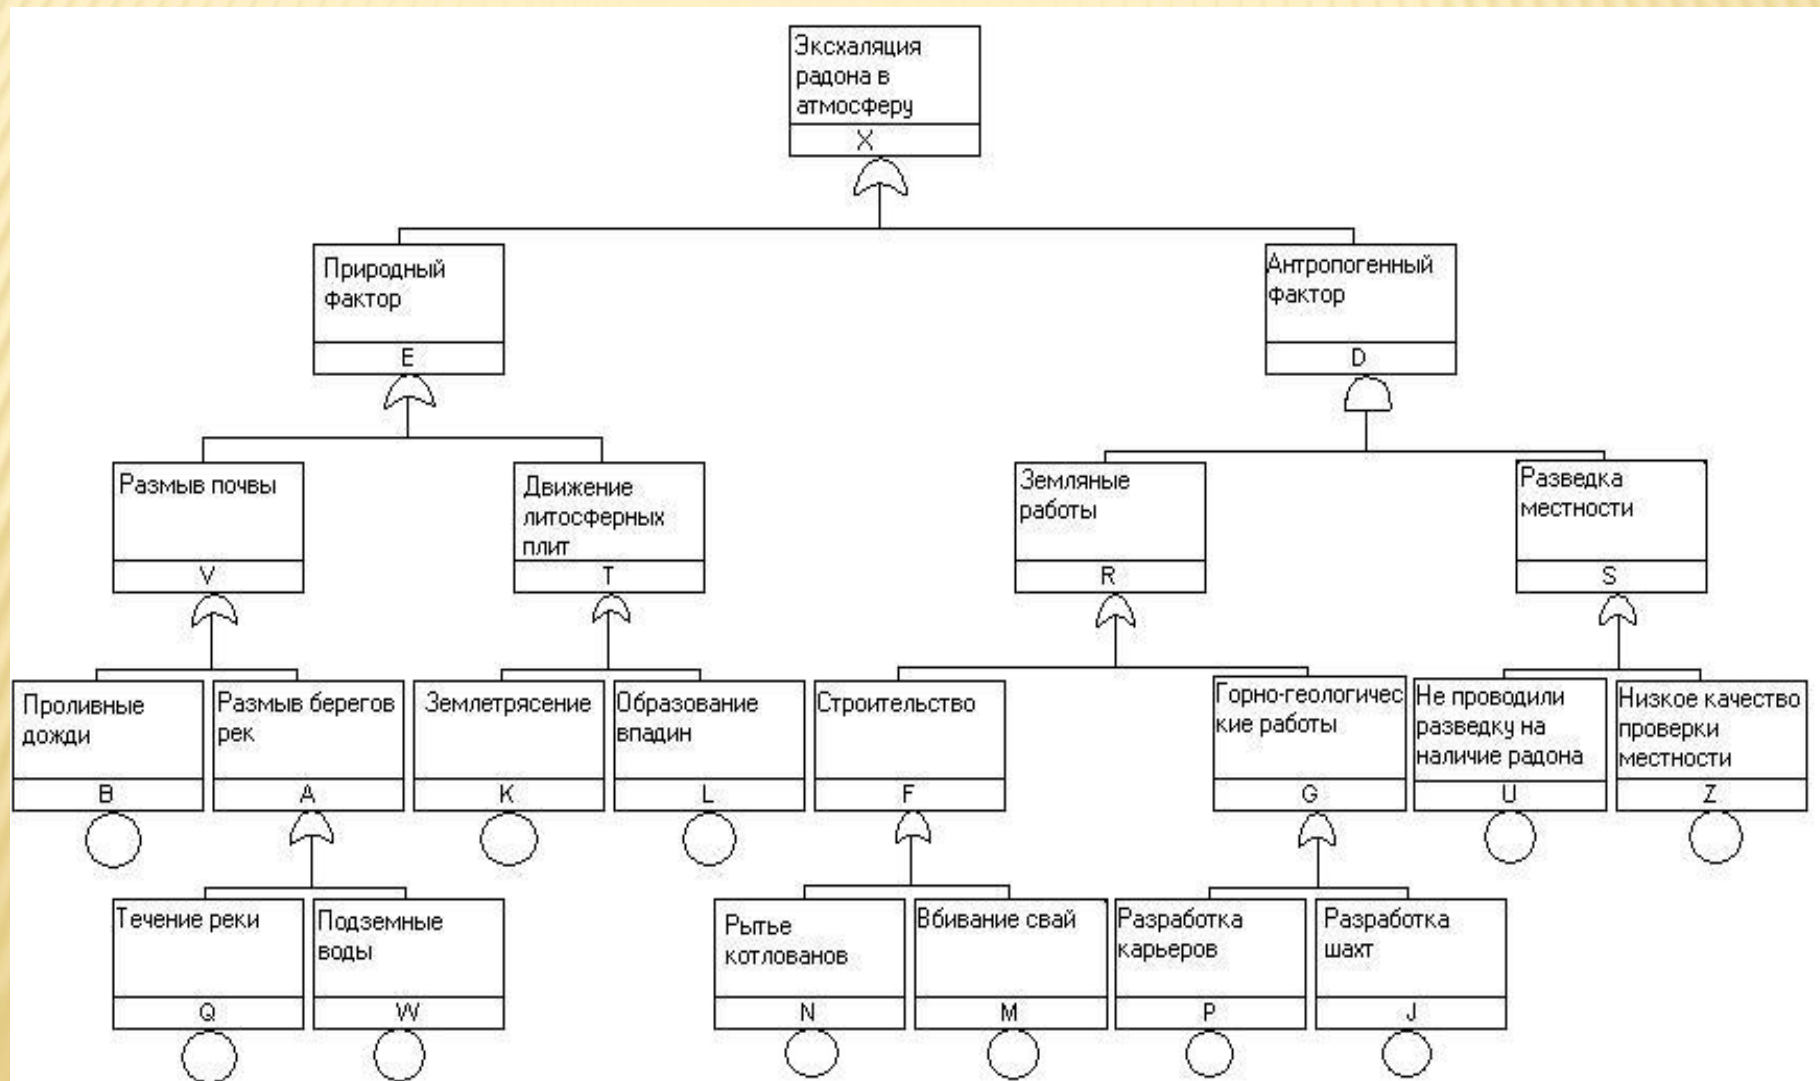 Эксхаляция
радона в
атмосферу
X
Природный
фактор
E
Антропогенный
фактор
D
Размыв почвы
V
Движение
литосферных
плит
T
Земляные
работы
R
Разведка
местности
S
Проливные
дожди
B
Размыв берегов
рек
A
Землетрясение
K
Образование
впадин
L
Строительство
F
Горно-геологичес
кие работы
G
Не проводили
разведку на
наличие радона
U
Низкое качество
проверки
местности
Z
Течение реки
Q
Подземные
воды
W
Рытье
котлованов
N
Вбивание свай
M
Разработка
карьеров
P
Разработка
шахт
J